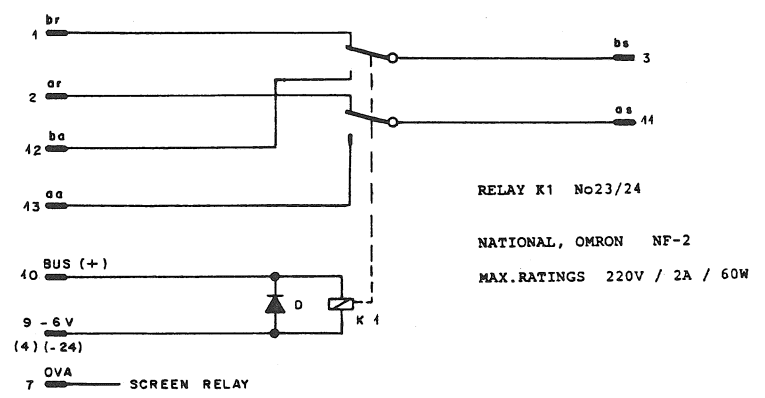 br
1
bs
3
ar
2
as
11
ba
12
aa
13
RELAY K1 No23/24
NATIONAL, OMRON NF-2
MAX.RATINGS 220V / 2A / 60W
BUS (+)
10
D
K 1
9 -6V
(4) (-24)
OVA
7
SCREEN RELAY